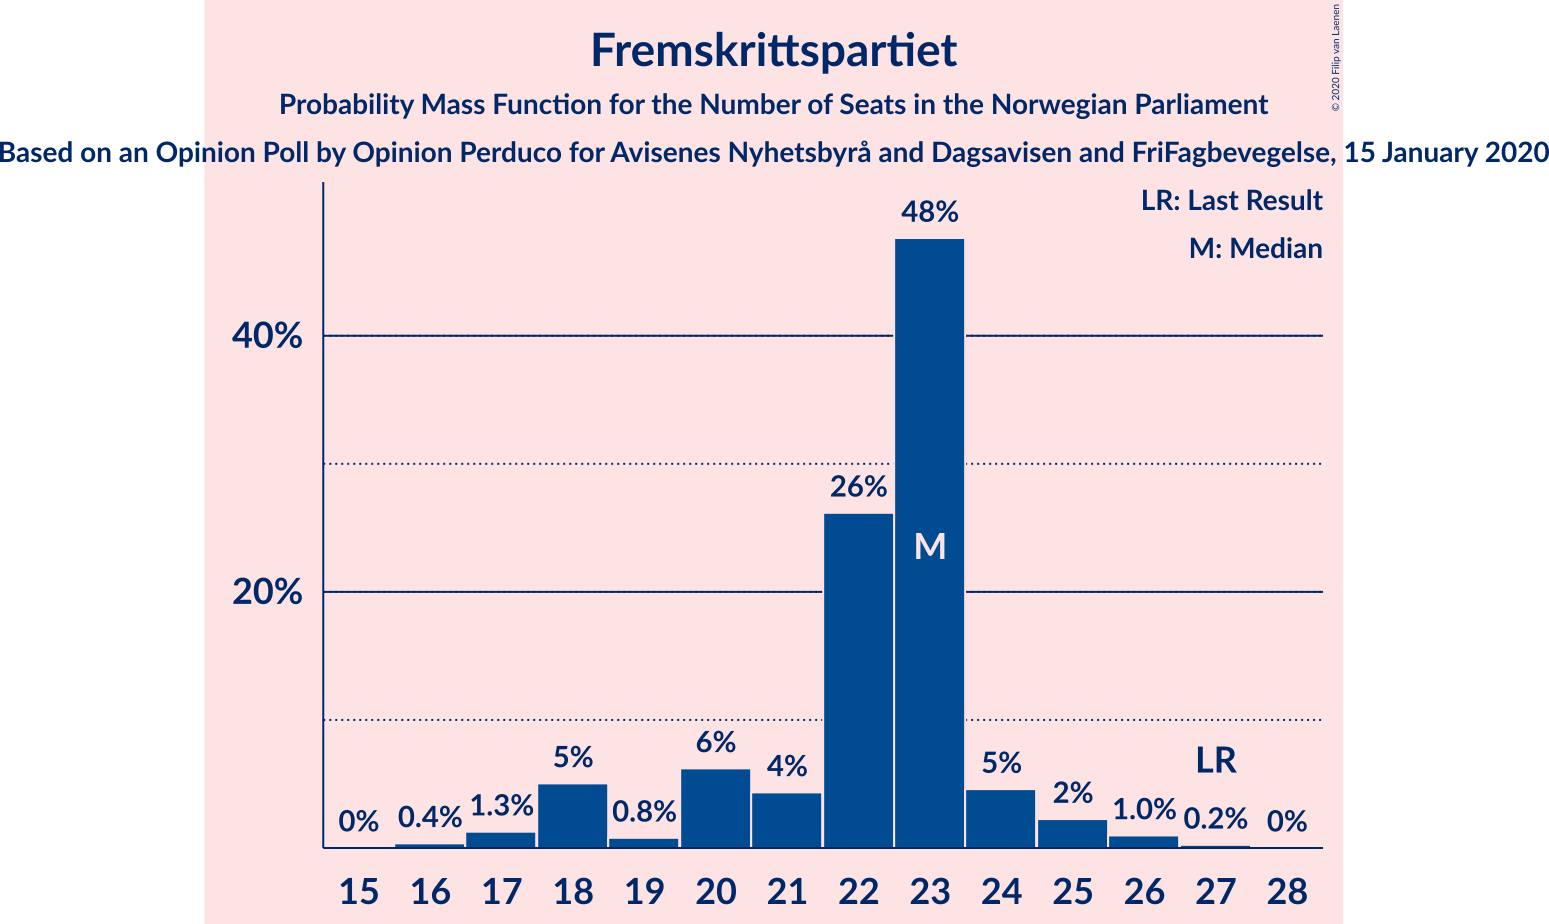 Fremskrittspartiet
Probability Mass Function for the Number of Seats in the Norwegian Parliament
Based on an Opinion Poll by Opinion Perduco for Avisenes Nyhetsbyrå and Dagsavisen and FriFagbevegelse, 15 January 2020
© 2020 Filip van Laenen
LR: Last Result
M: Median
40%
20%
0%
0.4%
1.3%
5%
0.8%
6%
4%
26%
48%
M
5%
2%
1.0%
LR
0.2%
0%
15 16 17 18 19 20 21 22 23 24 25 26 27 28